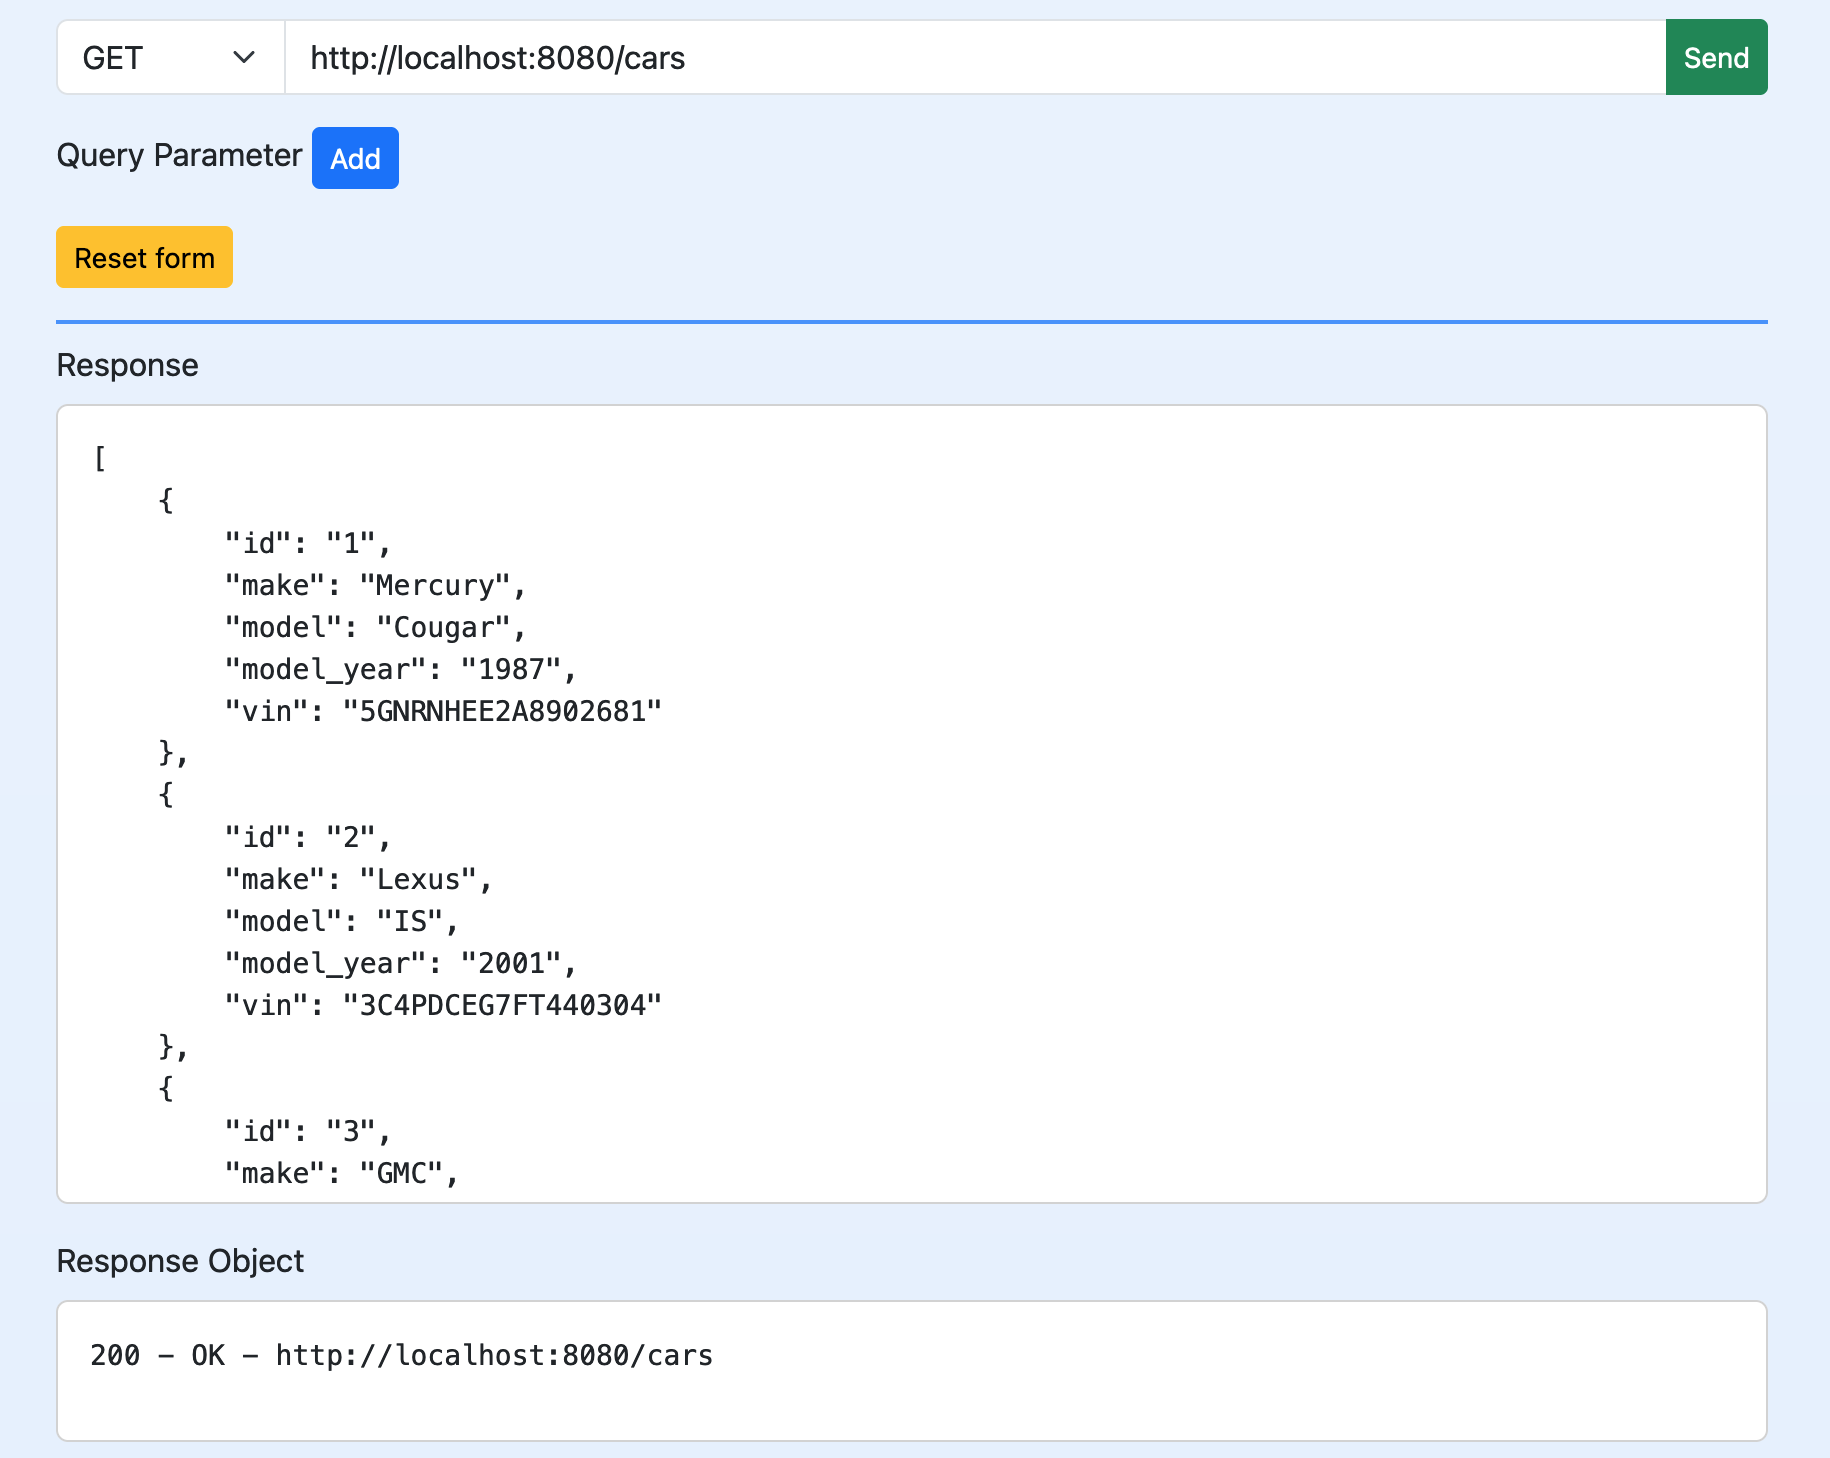 GET http://localhost:8080/cars Send
Query Parameter Add
Reset form
Response
[
    {
        "id": "1",
        "make": "Mercury",
        "model": "Cougar",
        "model_year": "1987",
        "vin": "5GNRNHEE2A8902681"
    },
    {
        "id": "2",
        "make": "Lexus",
        "model": "IS",
        "model_year": "2001",
        "vin": "3C4PDCEG7FT440304"
    },
    {
        "id": "3",
        "make": "GMC",
Response Object
200 – OK – http://localhost:8080/cars